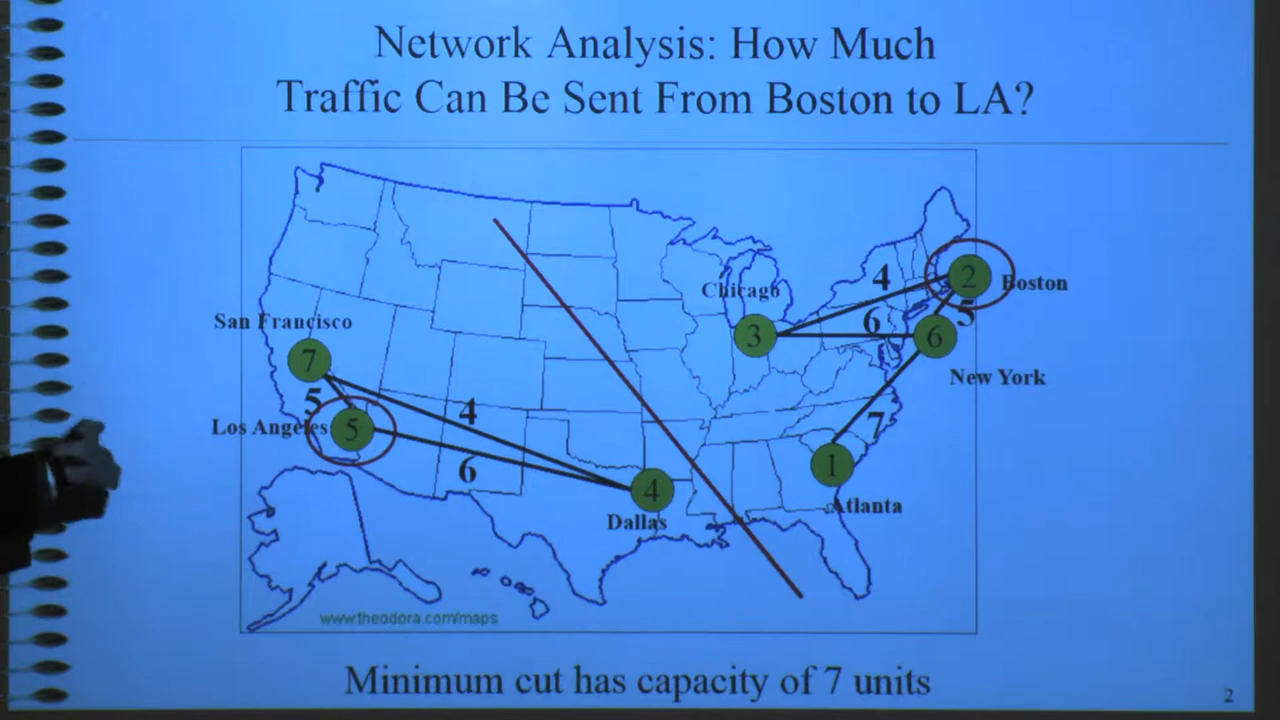 Network Analysis: How Much
Traffic Can Be Sent From Boston to LA?
Chicago
4
2
Boston
5
3
6
6
New York
San Francisco
7
5
4
7
Los Angeles
5
6
1
4
Atlanta
Dallas
www.theodora.com/maps
Minimum cut has capacity of 7 units
2